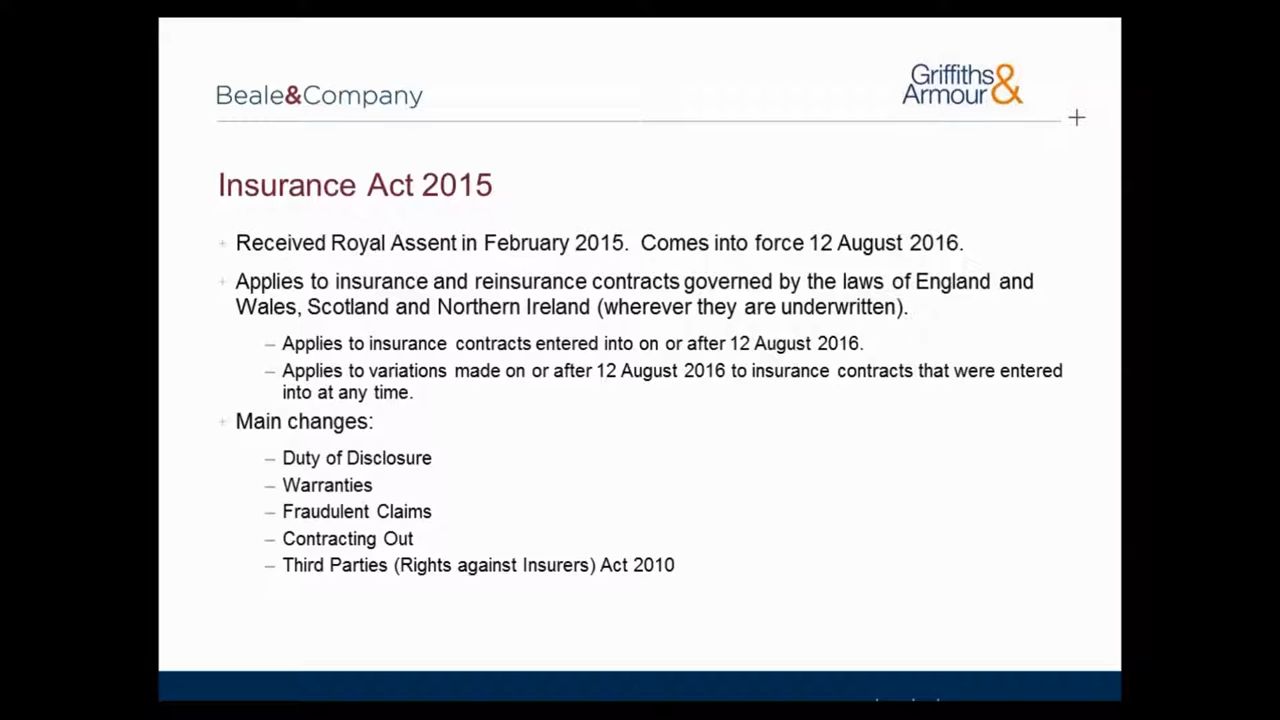 Beale&Company
Griffiths&
Armour
Insurance Act 2015
+ Received Royal Assent in February 2015. Comes into force 12 August 2016.
+ Applies to insurance and reinsurance contracts governed by the laws of England and
Wales, Scotland and Northern Ireland (wherever they are underwritten).
– Applies to insurance contracts entered into on or after 12 August 2016.
– Applies to variations made on or after 12 August 2016 to insurance contracts that were entered
into at any time.
+ Main changes:
– Duty of Disclosure
– Warranties
– Fraudulent Claims
– Contracting Out
– Third Parties (Rights against Insurers) Act 2010